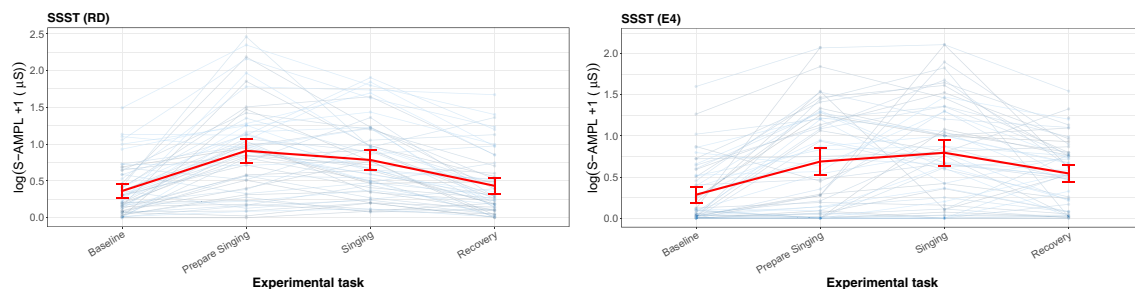 SSST (RD)
log(S−AMPL +1 ( μS))
2.5
2.0
1.5
1.0
0.5
0.0
Baseline
Prepare Singing
Singing
Recovery
Experimental task
SSST (E4)
log(S−AMPL +1 ( μS))
2.0
1.5
1.0
0.5
0.0
Baseline
Prepare Singing
Singing
Recovery
Experimental task